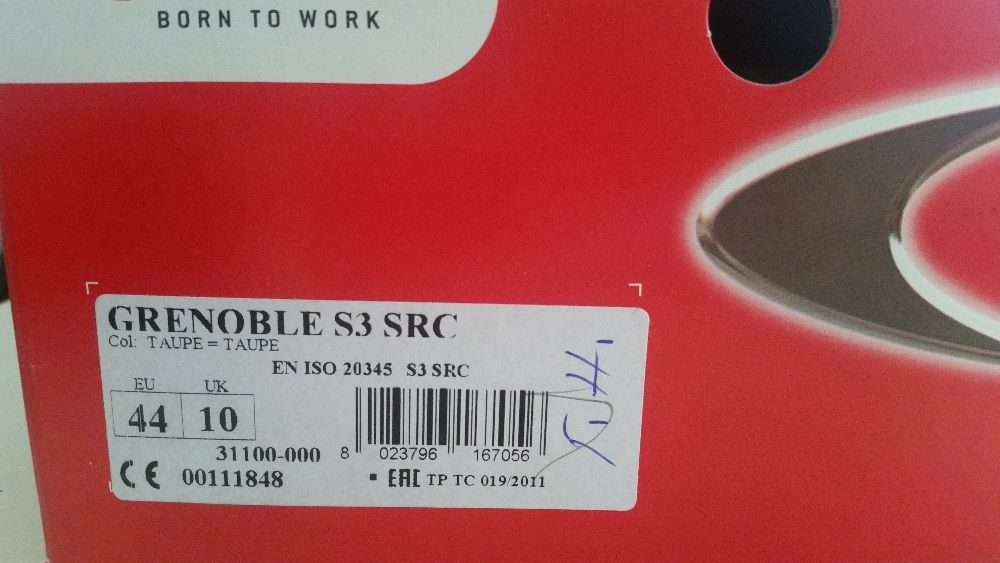 BORN TO WORK
GRENOBLE S3 SRC
Col: TAUPE = TAUPE
EN ISO 20345 S3 SRC
EU UK
44 10
31100-000
8 023796 167056
CE 00111848
EAC TP TC 019/2011